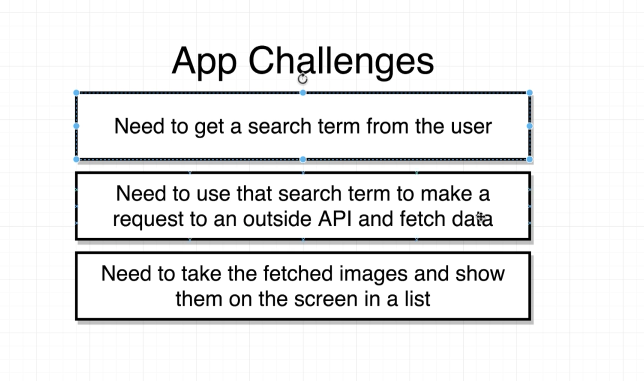 App Challenges
Need to get a search term from the user
Need to use that search term to make a
request to an outside API and fetch data
Need to take the fetched images and show
them on the screen in a list